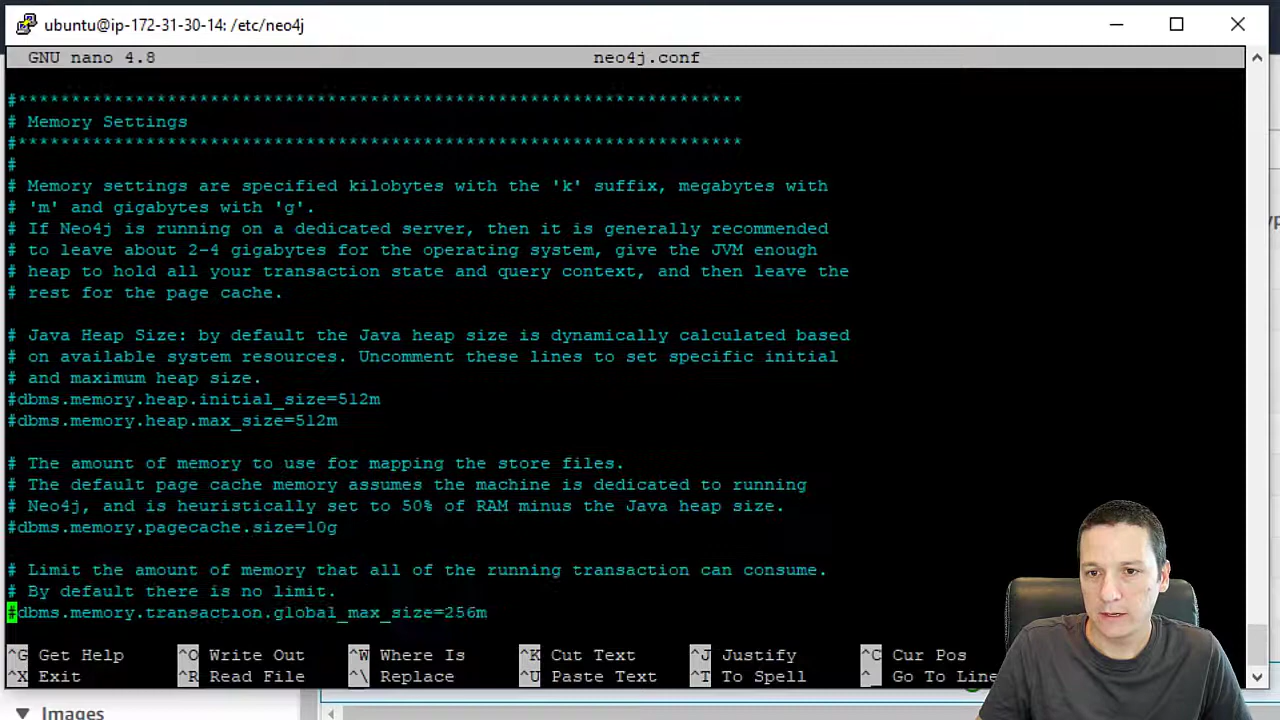 ubuntu@ip-172-31-30-14: /etc/neo4j
GNU nano 4.8 neo4j.conf
#********************************************************************
# Memory Settings
#********************************************************************
#
# Memory settings are specified kilobytes with the 'k' suffix, megabytes with
# 'm' and gigabytes with 'g'.
# If Neo4j is running on a dedicated server, then it is generally recommended
# to leave about 2-4 gigabytes for the operating system, give the JVM enough
# heap to hold all your transaction state and query context, and then leave the
# rest for the page cache.
# Java Heap Size: by default the Java heap size is dynamically calculated based
# on available system resources. Uncomment these lines to set specific initial
# and maximum heap size.
#dbms.memory.heap.initial_size=512m
#dbms.memory.heap.max_size=512m
# The amount of memory to use for mapping the store files.
# The default page cache memory assumes the machine is dedicated to running
# Neo4j, and is heuristically set to 50% of RAM minus the Java heap size.
#dbms.memory.pagecache.size=10g
# Limit the amount of memory that all of the running transaction can consume.
# By default there is no limit.
#dbms.memory.transaction.global_max_size=256m
^G Get Help ^O Write Out ^W Where Is ^K Cut Text ^J Justify ^C Cur Pos
^X Exit ^R Read File ^\ Replace ^U Paste Text ^T To Spell ^_ Go To Line
Images